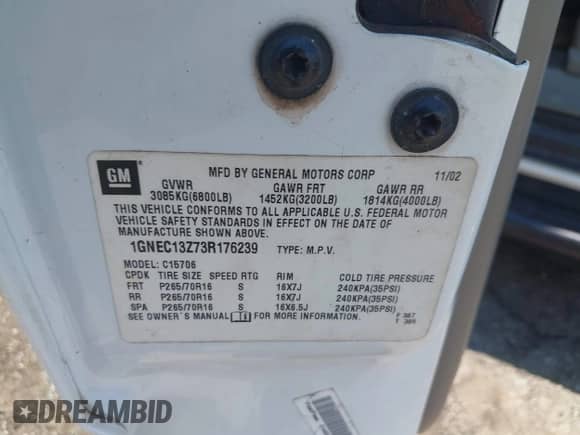 GM
MFD BY GENERAL MOTORS CORP 11/02
GVWR GAWR FRT GAWR RR
3085KG(6800LB) 1452KG(3200LB) 1814KG(4000LB)
THIS VEHICLE CONFORMS TO ALL APPLICABLE U.S. FEDERAL MOTOR
VEHICLE SAFETY STANDARDS IN EFFECT ON THE DATE OF
MANUFACTURE SHOWN ABOVE.
1GNEC13Z73R176239 TYPE: M.P.V.
MODEL: C15706
CPDK TIRE SIZE SPEED RTG RIM COLD TIRE PRESSURE
FRT P265/70R16 S 16X7J 240KPA(35PSI)
RR P265/70R16 S 16X7J 240KPA(35PSI)
SPA P265/70R16 S 16X6.5J 240KPA(35PSI)
SEE OWNER'S MANUAL FOR MORE INFORMATION. F 387
T 385
DREAMBID